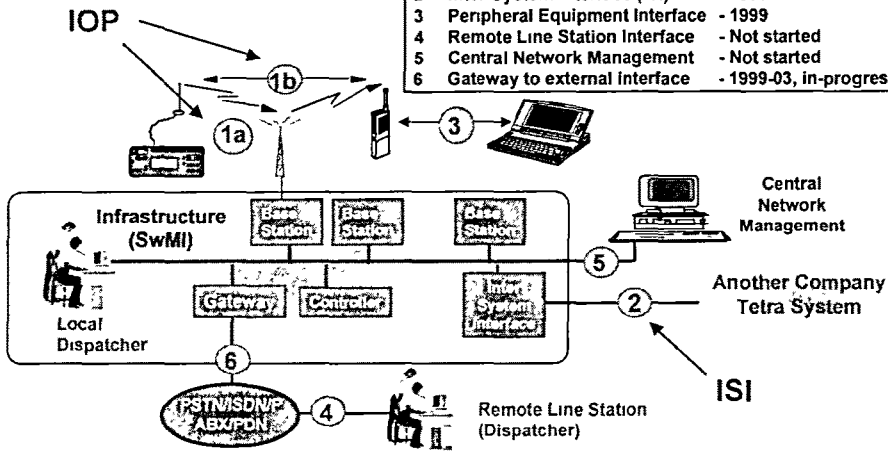 IOP
3 Peripheral Equipment Interface - 1999
4 Remote Line Station Interface - Not started
5 Central Network Management - Not started
6 Gateway to external interface - 1999-03, in-progres
1b
1a
3
Infrastructure
(SwMI)
Base
Station
Base
Station
Base
Station
Central
Network
Management
5
Local
Dispatcher
Gateway
Controller
Inter
System
Interface
2
Another Company
Tetra System
6
ISI
PSTN/ISDN/P
ABX/PDN
4
Remote Line Station
(Dispatcher)